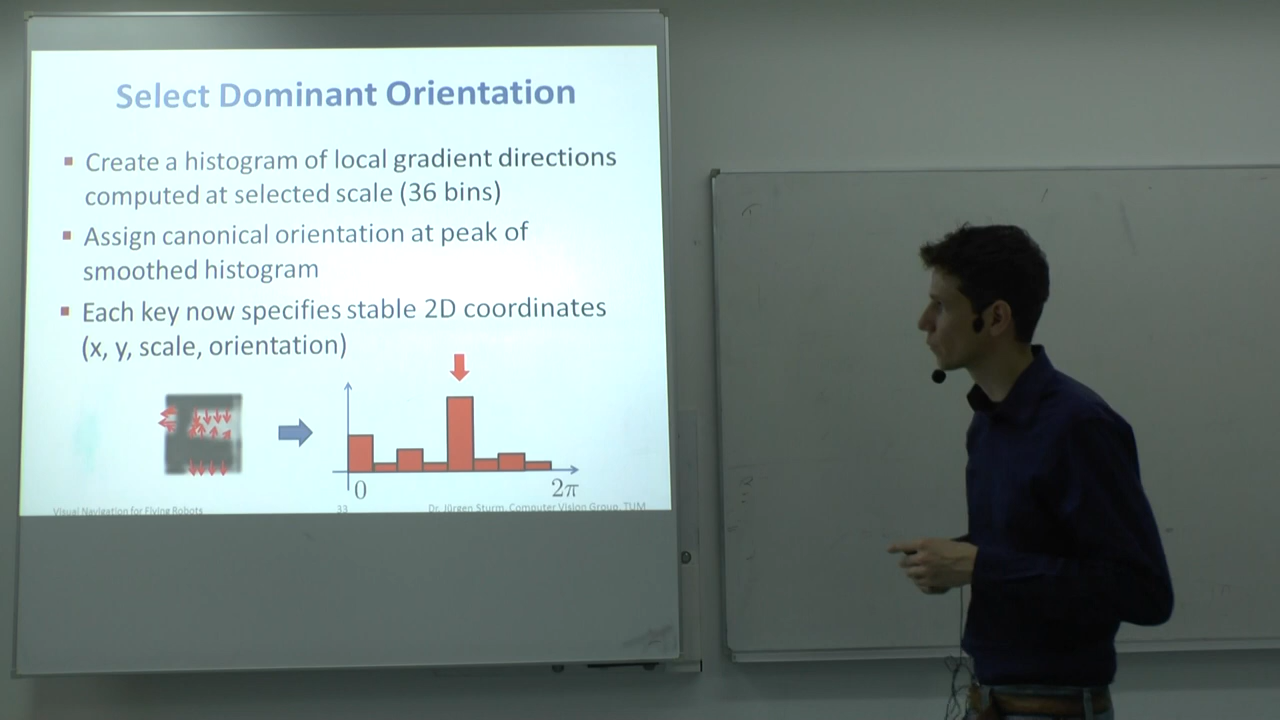 Select Dominant Orientation
▪ Create a histogram of local gradient directions
computed at selected scale (36 bins)
▪ Assign canonical orientation at peak of
smoothed histogram
▪ Each key now specifies stable 2D coordinates
(x, y, scale, orientation)
0
2π
Visual Navigation for Flying Robots
33
Dr. Jürgen Sturm, Computer Vision Group, TUM